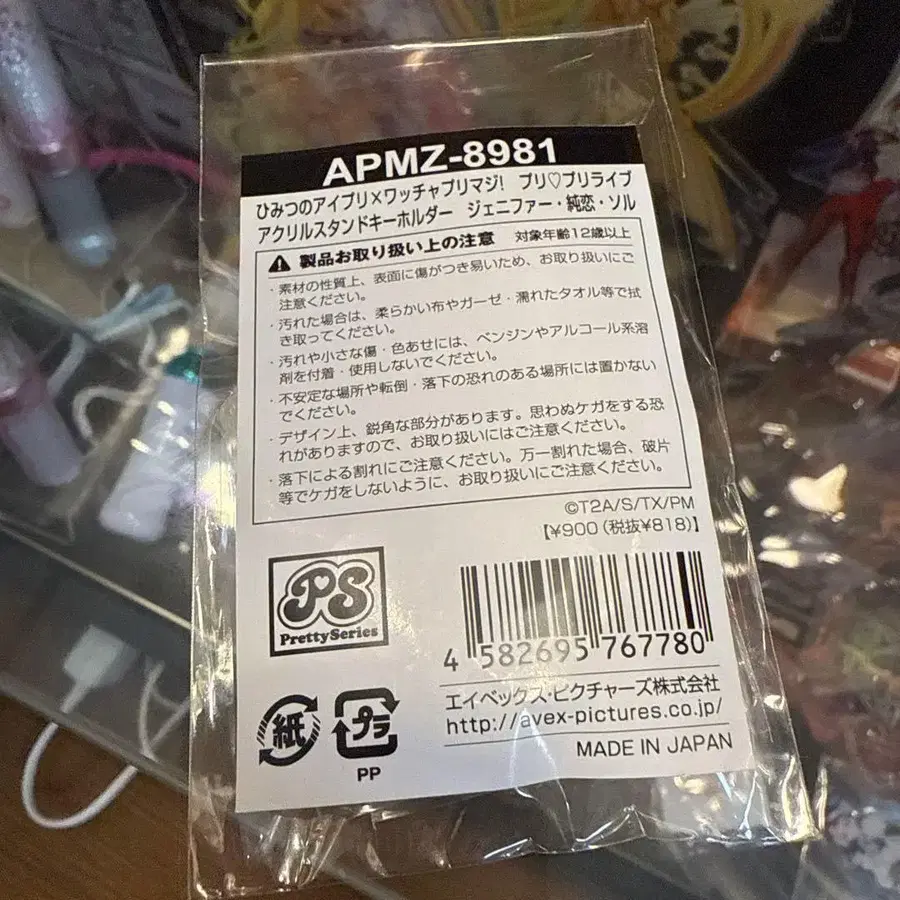 APMZ-8981
ひみつのアイプリ×ワッチャプリマジ! プリ♡プリライブ
アクリルスタンドキーホルダー ジェニファー・純恋・ソル
製品お取り扱い上の注意 対象年齢12歳以上
・素材の性質上、表面に傷がつき易いため、お取り扱いにご
注意ください。
・汚れた場合は、柔らかい布やガーゼ・濡れたタオル等で拭
き取ってください。
・汚れや小さな傷・色あせには、ベンジンやアルコール系溶
剤を付着・使用しないでください。
・不安定な場所や転倒・落下の恐れのある場所には置かない
でください。
・デザイン上、鋭角な部分があります。思わぬケガをする恐
れがありますので、お取り扱いにはご注意ください。
・落下による割れにご注意ください。万一割れた場合、破片
等でケガをしないように、お取り扱いにご注意ください。
©T2A/S/TX/PM
【¥900(税抜¥818)】
PS
PrettySeries
4 582695 767780
エイベックス・ピクチャーズ株式会社
http://avex-pictures.co.jp/
紙
プラ
PP
MADE IN JAPAN